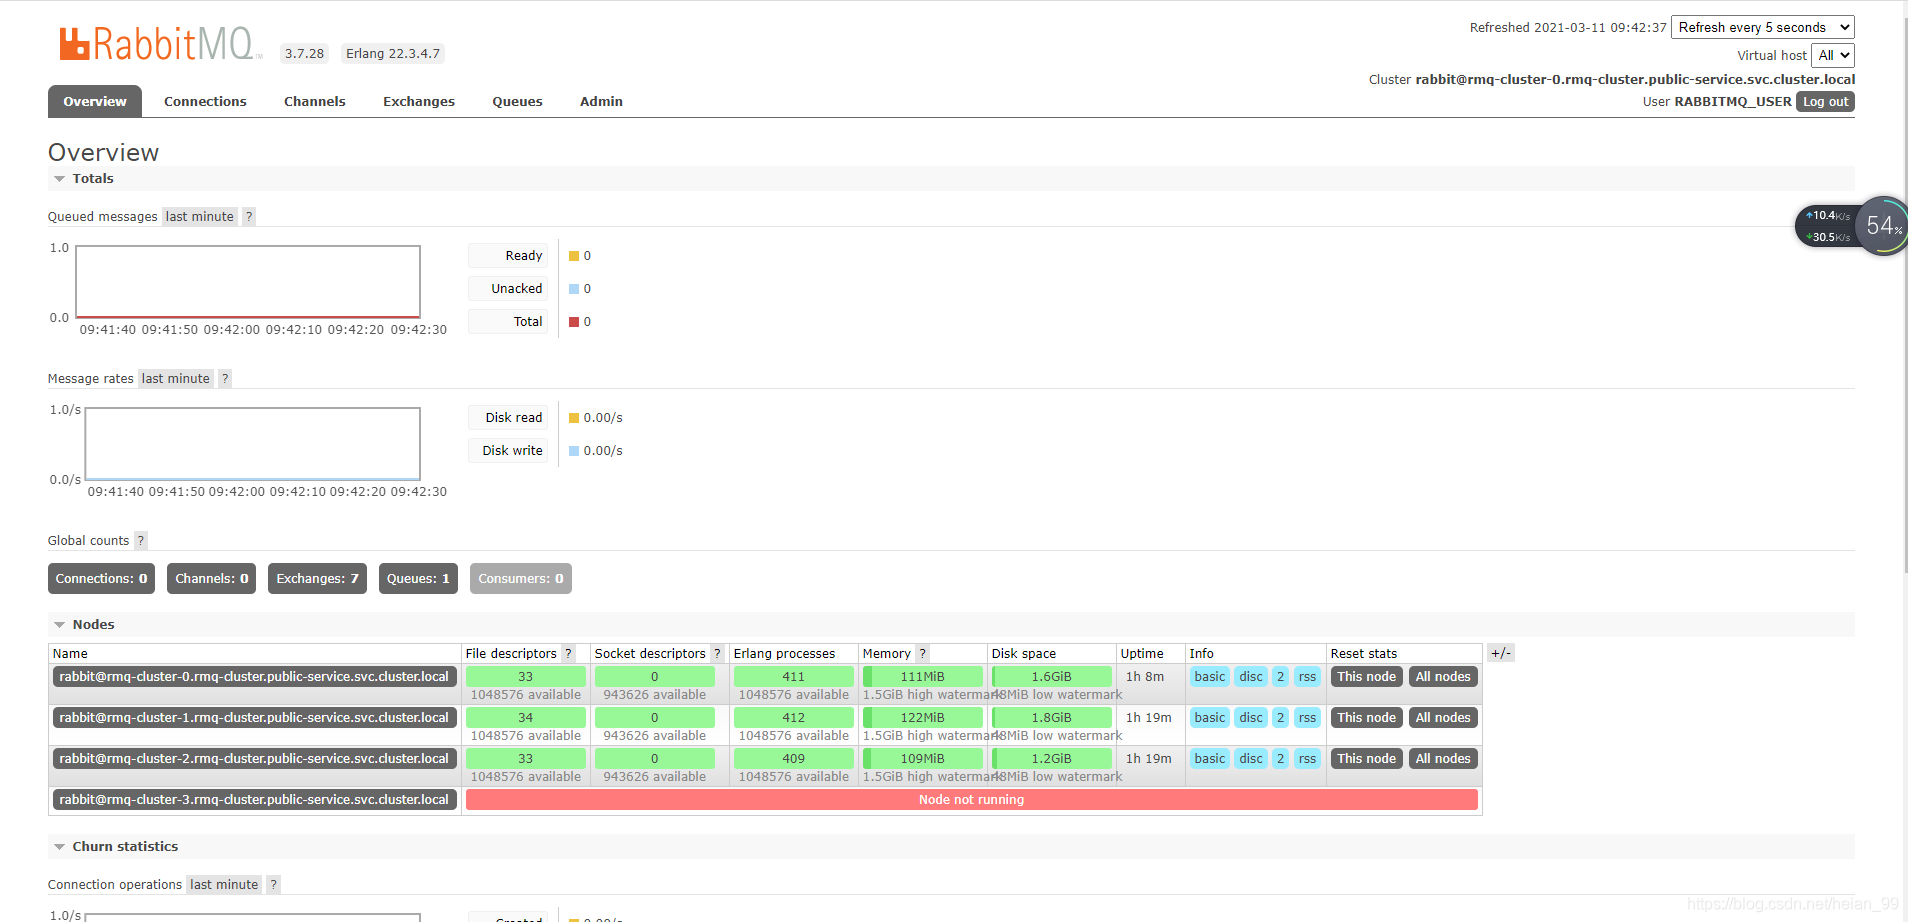 RabbitMQ TM 3.7.28 Erlang 22.3.4.7
Refreshed 2021-03-11 09:42:37 Refresh every 5 seconds
Virtual host All
Cluster rabbit@rmq-cluster-0.rmq-cluster.public-service.svc.cluster.local
User RABBITMQ_USER Log out
Overview Connections Channels Exchanges Queues Admin
Overview
Totals
Queued messages last minute ?
↑10.4K/s
↓30.5K/s
54%
1.0
0.0
09:41:40 09:41:50 09:42:00 09:42:10 09:42:20 09:42:30
Ready 0
Unacked 0
Total 0
Message rates last minute ?
1.0/s
0.0/s
09:41:40 09:41:50 09:42:00 09:42:10 09:42:20 09:42:30
Disk read 0.00/s
Disk write 0.00/s
Global counts ?
Connections: 0 Channels: 0 Exchanges: 7 Queues: 1 Consumers: 0
Nodes
Name File descriptors ? Socket descriptors ? Erlang processes Memory ? Disk space Uptime Info Reset stats +/-
rabbit@rmq-cluster-0.rmq-cluster.public-service.svc.cluster.local 33 0 411 111MiB 1.6GiB 1h 8m basic disc 2 rss This node All nodes
1048576 available 943626 available 1048576 available 1.5GiB high watermark 48MiB low watermark
rabbit@rmq-cluster-1.rmq-cluster.public-service.svc.cluster.local 34 0 412 122MiB 1.8GiB 1h 19m basic disc 2 rss This node All nodes
1048576 available 943626 available 1048576 available 1.5GiB high watermark 48MiB low watermark
rabbit@rmq-cluster-2.rmq-cluster.public-service.svc.cluster.local 33 0 409 109MiB 1.2GiB 1h 19m basic disc 2 rss This node All nodes
1048576 available 943626 available 1048576 available 1.5GiB high watermark 48MiB low watermark
rabbit@rmq-cluster-3.rmq-cluster.public-service.svc.cluster.local Node not running
Churn statistics
Connection operations last minute ?
1.0/s
Created 0.00/s
https://blog.csdn.net/heian_99